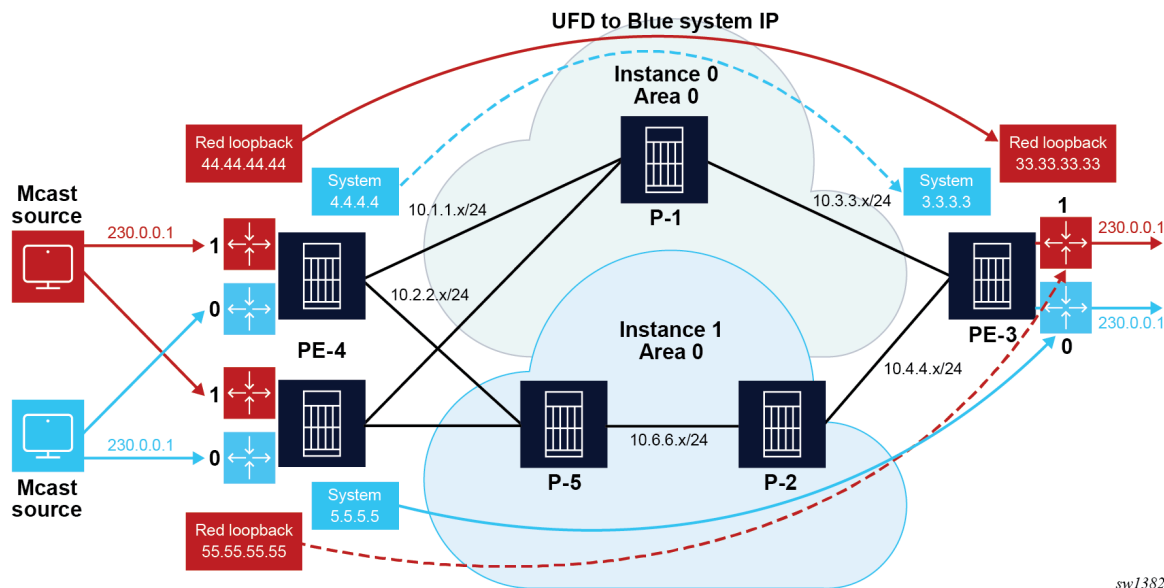 UFD to Blue system IP
Instance 0
Area 0
Red loopback
44.44.44.44
Red loopback
33.33.33.33
System
4.4.4.4
System
3.3.3.3
Mcast
source
10.1.1.x/24
P-1
10.3.3.x/24
1
230.0.0.1
1
230.0.0.1
0
10.2.2.x/24
PE-4
Instance 1
Area 0
PE-3
230.0.0.1
0
10.4.4.x/24
1
230.0.0.1
0
10.6.6.x/24
Mcast
source
P-5
P-2
System
5.5.5.5
Red loopback
55.55.55.55
sw1382